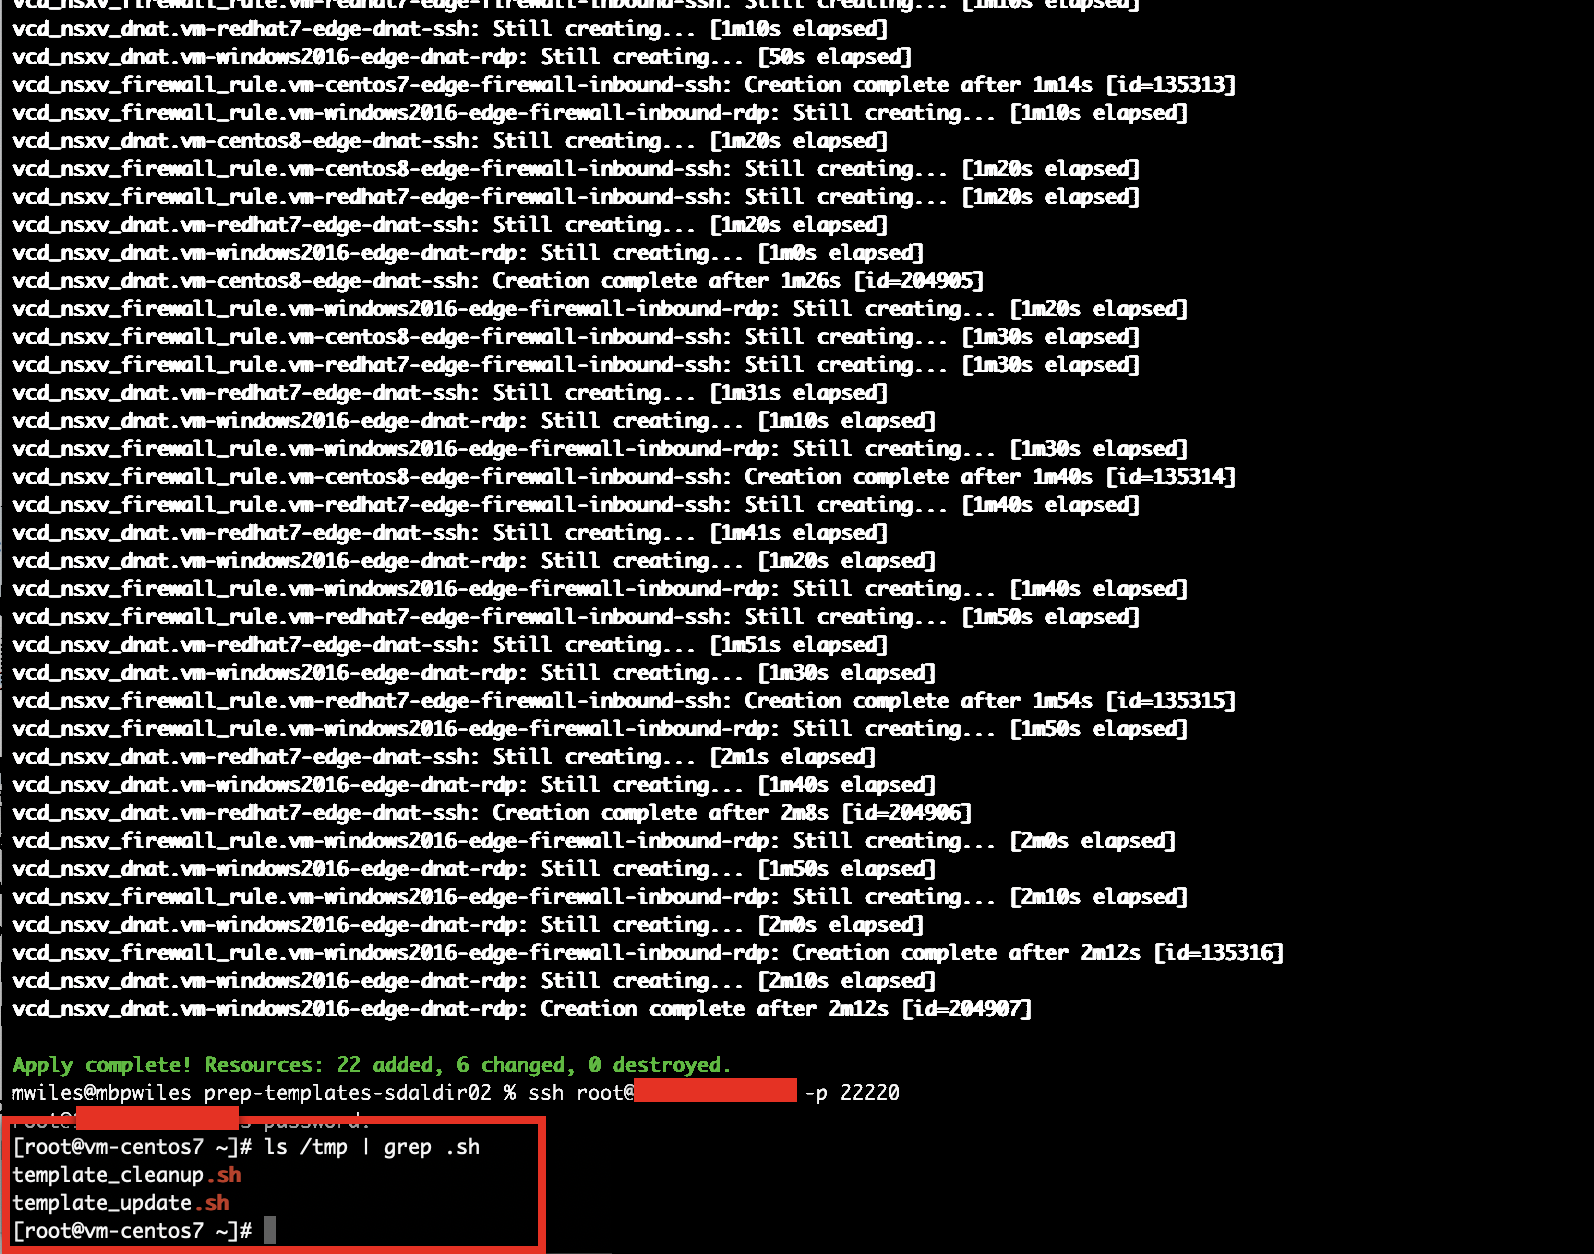 vcd_nsxv_firewall_rule.vm-redhat7-edge-firewall-inbound-ssh: Still creating... [1m10s elapsed]
vcd_nsxv_dnat.vm-redhat7-edge-dnat-ssh: Still creating... [1m10s elapsed]
vcd_nsxv_dnat.vm-windows2016-edge-dnat-rdp: Still creating... [50s elapsed]
vcd_nsxv_firewall_rule.vm-centos7-edge-firewall-inbound-ssh: Creation complete after 1m14s [id=135313]
vcd_nsxv_firewall_rule.vm-windows2016-edge-firewall-inbound-rdp: Still creating... [1m10s elapsed]
vcd_nsxv_dnat.vm-centos8-edge-dnat-ssh: Still creating... [1m20s elapsed]
vcd_nsxv_firewall_rule.vm-centos8-edge-firewall-inbound-ssh: Still creating... [1m20s elapsed]
vcd_nsxv_firewall_rule.vm-redhat7-edge-firewall-inbound-ssh: Still creating... [1m20s elapsed]
vcd_nsxv_dnat.vm-redhat7-edge-dnat-ssh: Still creating... [1m20s elapsed]
vcd_nsxv_dnat.vm-windows2016-edge-dnat-rdp: Still creating... [1m0s elapsed]
vcd_nsxv_dnat.vm-centos8-edge-dnat-ssh: Creation complete after 1m26s [id=204905]
vcd_nsxv_firewall_rule.vm-windows2016-edge-firewall-inbound-rdp: Still creating... [1m20s elapsed]
vcd_nsxv_firewall_rule.vm-centos8-edge-firewall-inbound-ssh: Still creating... [1m30s elapsed]
vcd_nsxv_firewall_rule.vm-redhat7-edge-firewall-inbound-ssh: Still creating... [1m30s elapsed]
vcd_nsxv_dnat.vm-redhat7-edge-dnat-ssh: Still creating... [1m31s elapsed]
vcd_nsxv_dnat.vm-windows2016-edge-dnat-rdp: Still creating... [1m10s elapsed]
vcd_nsxv_firewall_rule.vm-windows2016-edge-firewall-inbound-rdp: Still creating... [1m30s elapsed]
vcd_nsxv_firewall_rule.vm-centos8-edge-firewall-inbound-ssh: Creation complete after 1m40s [id=135314]
vcd_nsxv_firewall_rule.vm-redhat7-edge-firewall-inbound-ssh: Still creating... [1m40s elapsed]
vcd_nsxv_dnat.vm-redhat7-edge-dnat-ssh: Still creating... [1m41s elapsed]
vcd_nsxv_dnat.vm-windows2016-edge-dnat-rdp: Still creating... [1m20s elapsed]
vcd_nsxv_firewall_rule.vm-windows2016-edge-firewall-inbound-rdp: Still creating... [1m40s elapsed]
vcd_nsxv_firewall_rule.vm-redhat7-edge-firewall-inbound-ssh: Still creating... [1m50s elapsed]
vcd_nsxv_dnat.vm-redhat7-edge-dnat-ssh: Still creating... [1m51s elapsed]
vcd_nsxv_dnat.vm-windows2016-edge-dnat-rdp: Still creating... [1m30s elapsed]
vcd_nsxv_firewall_rule.vm-redhat7-edge-firewall-inbound-ssh: Creation complete after 1m54s [id=135315]
vcd_nsxv_firewall_rule.vm-windows2016-edge-firewall-inbound-rdp: Still creating... [1m50s elapsed]
vcd_nsxv_dnat.vm-redhat7-edge-dnat-ssh: Still creating... [2m1s elapsed]
vcd_nsxv_dnat.vm-windows2016-edge-dnat-rdp: Still creating... [1m40s elapsed]
vcd_nsxv_dnat.vm-redhat7-edge-dnat-ssh: Creation complete after 2m8s [id=204906]
vcd_nsxv_firewall_rule.vm-windows2016-edge-firewall-inbound-rdp: Still creating... [2m0s elapsed]
vcd_nsxv_dnat.vm-windows2016-edge-dnat-rdp: Still creating... [1m50s elapsed]
vcd_nsxv_firewall_rule.vm-windows2016-edge-firewall-inbound-rdp: Still creating... [2m10s elapsed]
vcd_nsxv_dnat.vm-windows2016-edge-dnat-rdp: Still creating... [2m0s elapsed]
vcd_nsxv_firewall_rule.vm-windows2016-edge-firewall-inbound-rdp: Creation complete after 2m12s [id=135316]
vcd_nsxv_dnat.vm-windows2016-edge-dnat-rdp: Still creating... [2m10s elapsed]
vcd_nsxv_dnat.vm-windows2016-edge-dnat-rdp: Creation complete after 2m12s [id=204907]
Apply complete! Resources: 22 added, 6 changed, 0 destroyed.
mwiles@mbpwiles prep-templates-sdaldir02 % ssh root@ -p 22220
root@ s password:
[root@vm-centos7 ~]# ls /tmp | grep .sh
template_cleanup.sh
template_update.sh
[root@vm-centos7 ~]#